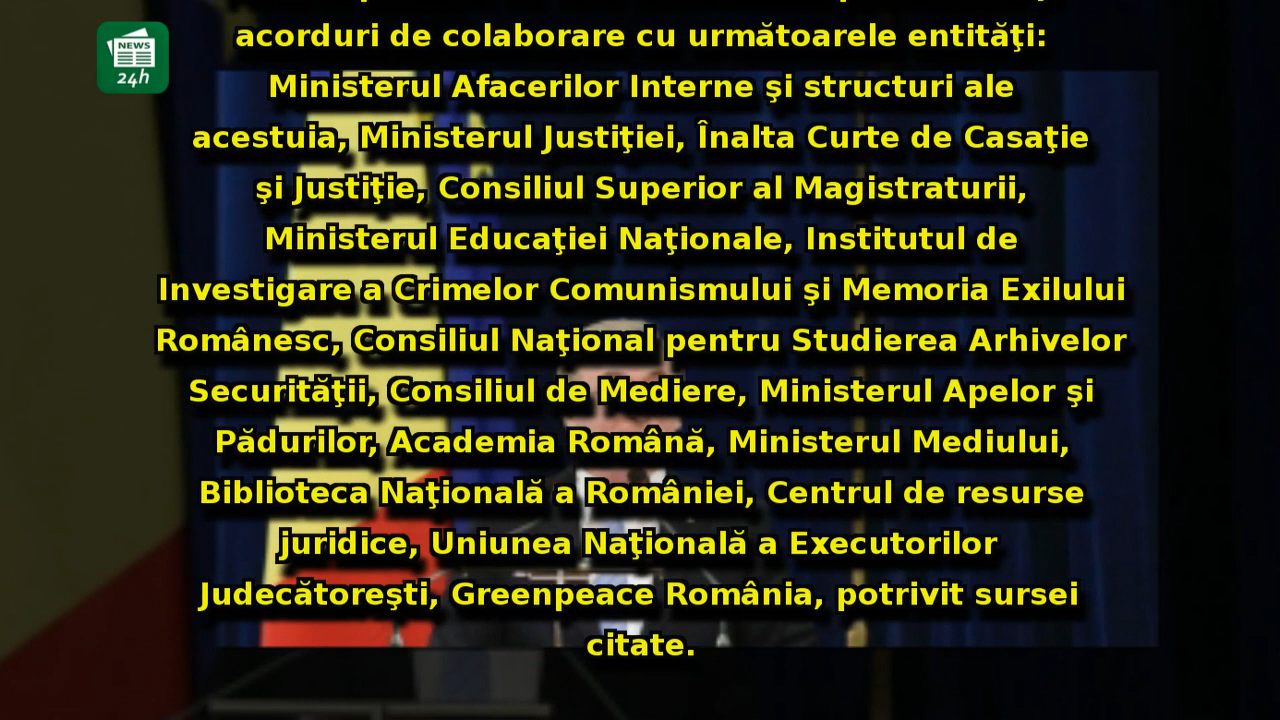 NEWS
24h
acorduri de colaborare cu următoarele entităţi:
Ministerul Afacerilor Interne şi structuri ale
acestuia, Ministerul Justiţiei, Înalta Curte de Casaţie
şi Justiţie, Consiliul Superior al Magistraturii,
Ministerul Educaţiei Naţionale, Institutul de
Investigare a Crimelor Comunismului şi Memoria Exilului
Românesc, Consiliul Naţional pentru Studierea Arhivelor
Securităţii, Consiliul de Mediere, Ministerul Apelor şi
Pădurilor, Academia Română, Ministerul Mediului,
Biblioteca Naţională a României, Centrul de resurse
juridice, Uniunea Naţională a Executorilor
Judecătoreşti, Greenpeace România, potrivit sursei
citate.